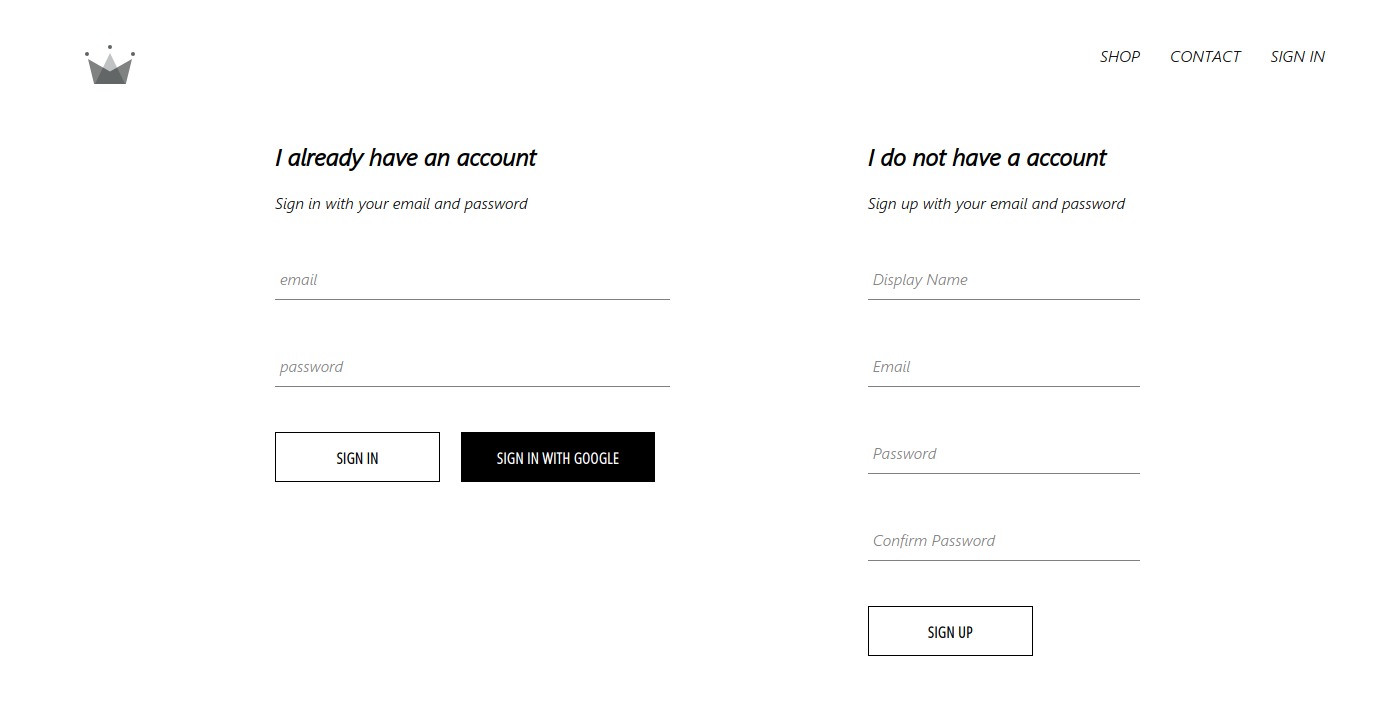 SHOP CONTACT SIGN IN
I already have an account
Sign in with your email and password
email
password
SIGN IN SIGN IN WITH GOOGLE
I do not have a account
Sign up with your email and password
Display Name
Email
Password
Confirm Password
SIGN UP